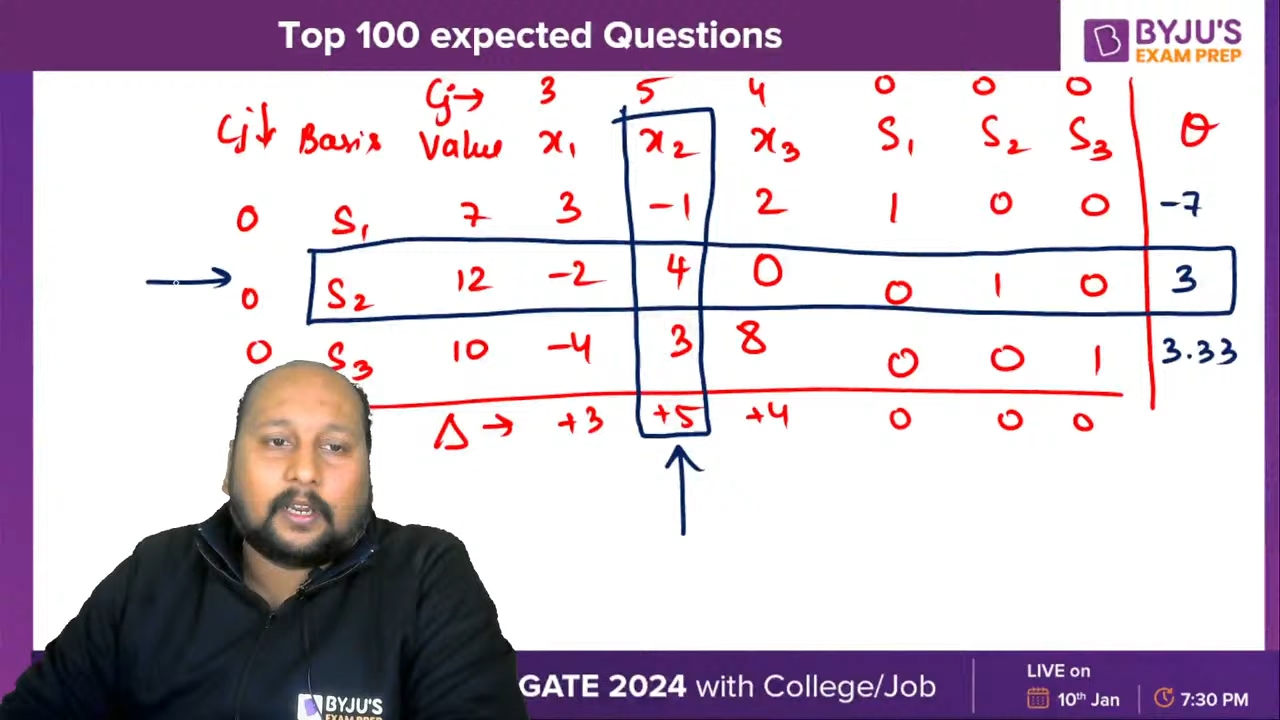 Top 100 expected Questions
BYJU'S
EXAM PREP
Cj→ 3 5 4 0 0 0
Cj↓ Basis Value x₁ x₂ x₃ S₁ S₂ S₃ θ
0 S₁ 7 3 -1 2 1 0 0 -7
0 S₂ 12 -2 4 0 0 1 0 3
0 S₃ 10 -4 3 8 0 0 1 3.33
Δ → +3 +5 +4 0 0 0
BYJU'S
EXAM PREP
GATE 2024 with College/Job
LIVE on
10th Jan
7:30 PM